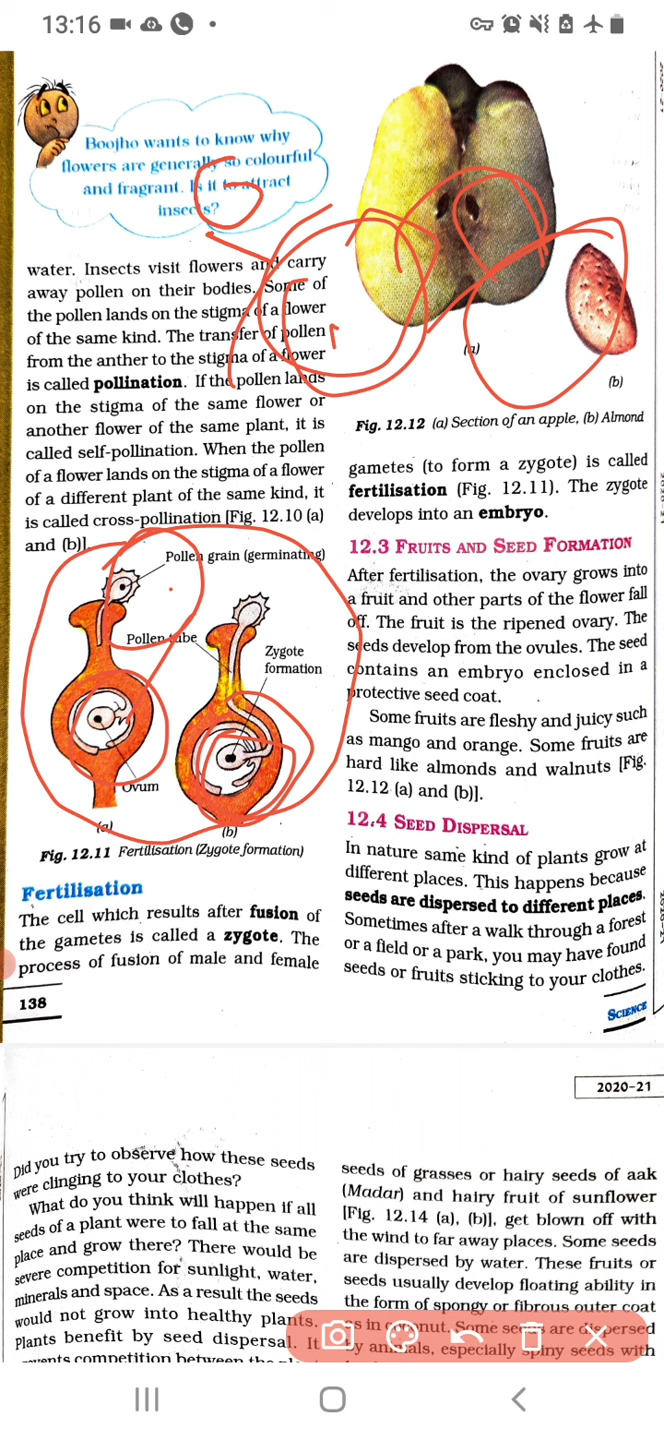 13:16
Boojho wants to know why
flowers are generally so colourful
and fragrant. Is it to attract
insects?
water. Insects visit flowers and carry
away pollen on their bodies. Some of
the pollen lands on the stigma of a flower
of the same kind. The transfer of pollen
from the anther to the stigma of a flower
is called pollination. If the pollen lands
on the stigma of the same flower or
another flower of the same plant, it is
called self-pollination. When the pollen
of a flower lands on the stigma of a flower
of a different plant of the same kind, it
is called cross-pollination [Fig. 12.10 (a)
and (b)].
Pollen grain (germinating)
Pollen tube
Zygote
formation
Ovum
(a)
(b)
Fig. 12.11 Fertilisation (Zygote formation)
Fertilisation
The cell which results after fusion of
the gametes is called a zygote. The
process of fusion of male and female
138
(a)
(b)
Fig. 12.12 (a) Section of an apple, (b) Almond
gametes (to form a zygote) is called
fertilisation (Fig. 12.11). The zygote
develops into an embryo.
12.3 FRUITS AND SEED FORMATION
After fertilisation, the ovary grows into
a fruit and other parts of the flower fall
off. The fruit is the ripened ovary. The
seeds develop from the ovules. The seed
contains an embryo enclosed in a
protective seed coat.
Some fruits are fleshy and juicy such
as mango and orange. Some fruits are
hard like almonds and walnuts [Fig.
12.12 (a) and (b)].
12.4 SEED DISPERSAL
In nature same kind of plants grow at
different places. This happens because
seeds are dispersed to different places.
Sometimes after a walk through a forest
or a field or a park, you may have found
seeds or fruits sticking to your clothes.
SCIENCE
2020-21
Did you try to observe how these seeds
were clinging to your clothes?
What do you think will happen if all
seeds of a plant were to fall at the same
place and grow there? There would be
severe competition for sunlight, water,
minerals and space. As a result the seeds
would not grow into healthy plants.
Plants benefit by seed dispersal. It
competition between the
seeds of grasses or hairy seeds of aak
(Madar) and hairy fruit of sunflower
[Fig. 12.14 (a), (b)], get blown off with
the wind to far away places. Some seeds
are dispersed by water. These fruits or
seeds usually develop floating ability in
the form of spongy or fibrous outer coat
as in coconut. Some seeds are dispersed
by animals, especially spiny seeds with